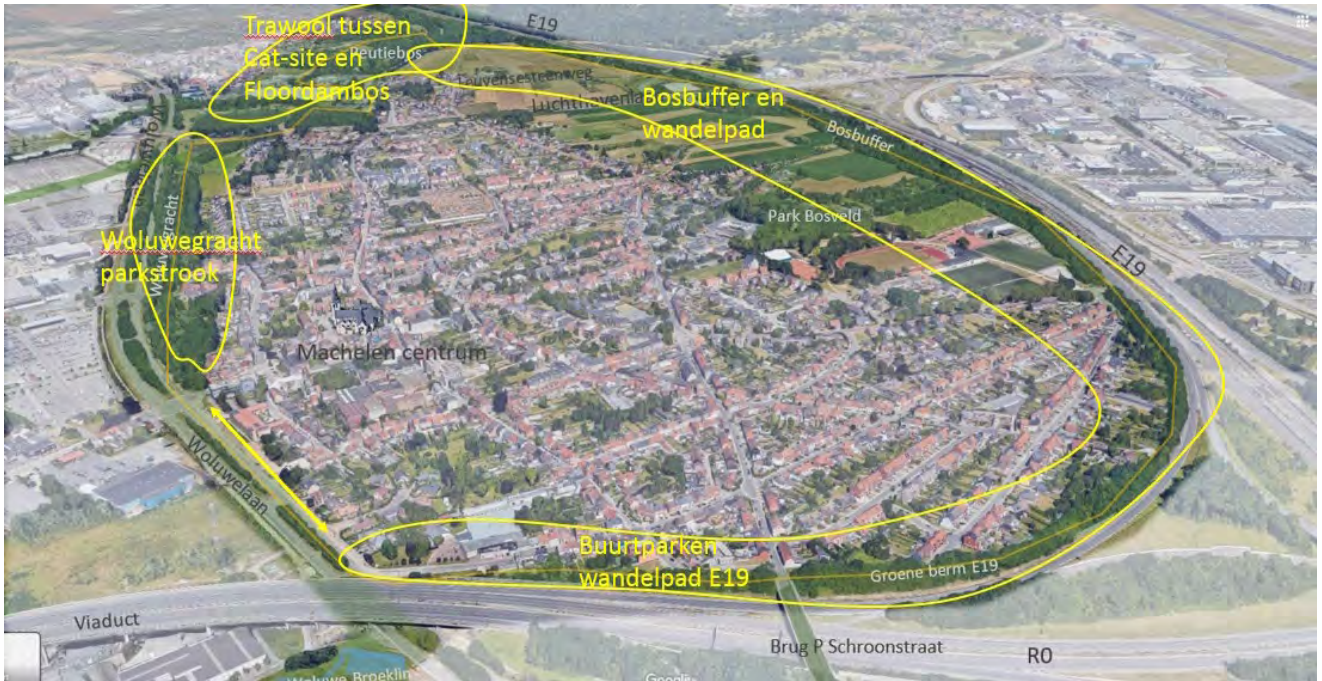 Trawool tussen
Cat-site en
Floordambos
E19
Peutiebos
Leuvensesteenweg
Bosbuffer en
wandelpad
Bosbuffer
Park Bosveld
E19
Woluwegracht
Woluwegracht
parkstrook
Machelen centrum
Woluwelaan
Buurtparken
wandelpad E19
Groene berm E19
Viaduct
Brug P Schroonstraat
R0